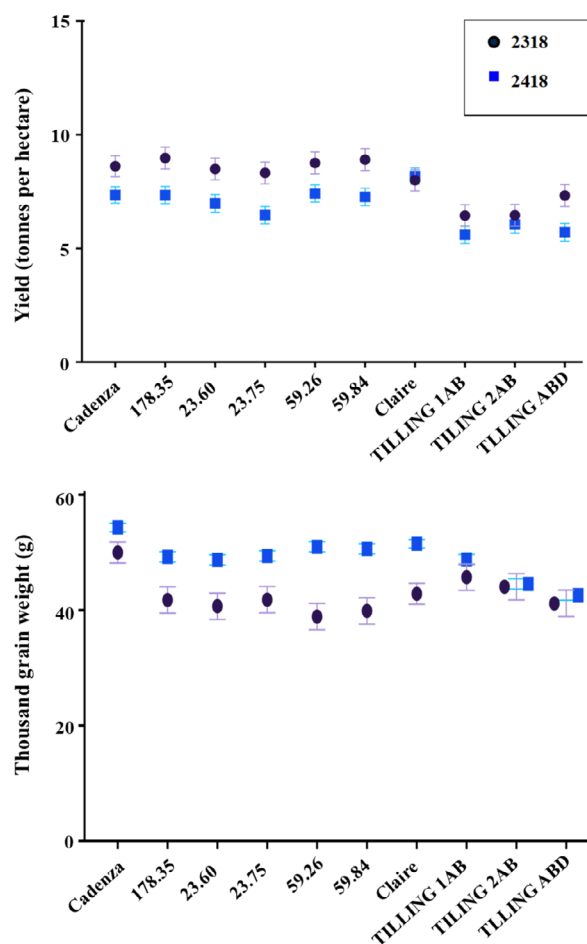 15
10
5
0
Yield (tonnes per hectare)
2318
2418
Cadenza
178.35
23.60
23.75
59.26
59.84
Claire
TILLING 1AB
TILING 2AB
TLLING ABD
60
40
20
0
Thousand grain weight (g)
Cadenza
178.35
23.60
23.75
59.26
59.84
Claire
TILLING 1AB
TILING 2AB
TLLING ABD